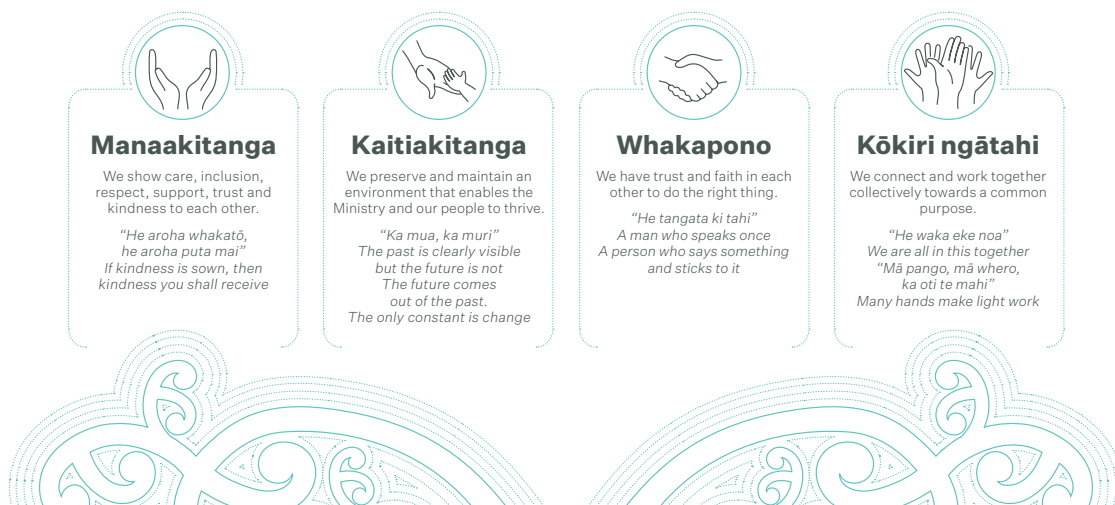 Manaakitanga
We show care, inclusion,
respect, support, trust and
kindness to each other.
“He aroha whakatō,
he aroha puta mai”
If kindness is sown, then
kindness you shall receive
Kaitiakitanga
We preserve and maintain an
environment that enables the
Ministry and our people to thrive.
“Ka mua, ka muri”
The past is clearly visible
but the future is not
The future comes
out of the past.
The only constant is change
Whakapono
We have trust and faith in each
other to do the right thing.
“He tangata ki tahi”
A man who speaks once
A person who says something
and sticks to it
Kōkiri ngātahi
We connect and work together
collectively towards a common
purpose.
“He waka eke noa”
We are all in this together
“Mā pango, mā whero,
ka oti te mahi”
Many hands make light work